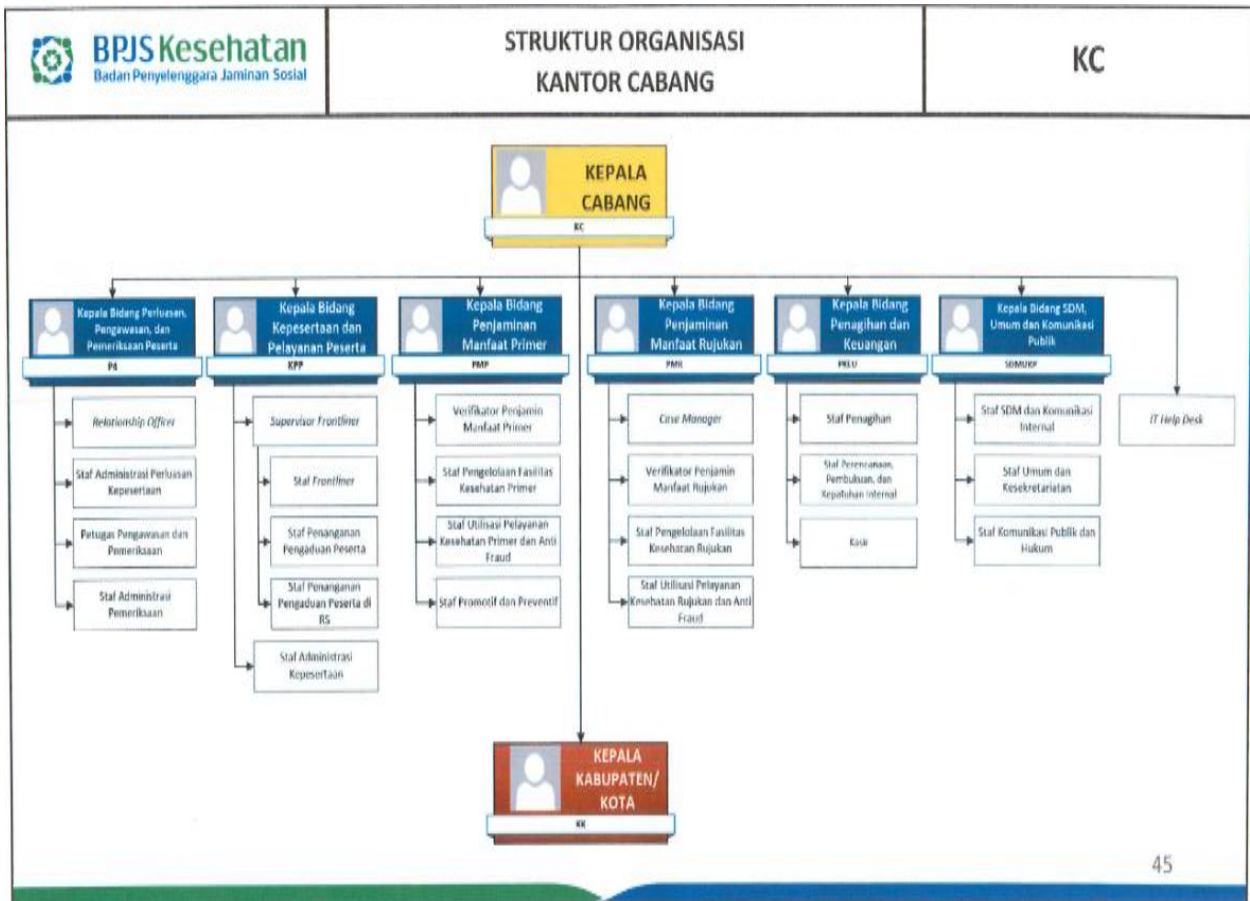 BPJS Kesehatan
Badan Penyelenggara Jaminan Sosial
STRUKTUR ORGANISASI
KANTOR CABANG
KC
KEPALA
CABANG
KC
Kepala Bidang Perluasan,
Pengawasan, dan
Pemeriksaan Peserta
P4
Kepala Bidang
Kepesertaan dan
Pelayanan Peserta
KPP
Kepala Bidang
Penjaminan
Manfaat Primer
PMP
Kepala Bidang
Penjaminan
Manfaat Rujukan
PMR
Kepala Bidang
Penagihan dan
Keuangan
PKEU
Kepala Bidang SDM,
Umum dan Komunikasi
Publik
SDMUKP
Relationship Officer
Staf Administrasi Perluasan
Kepesertaan
Petugas Pengawasan dan
Pemeriksaan
Staf Administrasi
Pemeriksaan
Supervisor Frontliner
Staf Frontliner
Staf Penanganan
Pengaduan Peserta
Staf Penanganan
Pengaduan Peserta di
RS
Staf Administrasi
Kepesertaan
Verifikator Penjamin
Manfaat Primer
Staf Pengelolaan Fasilitas
Kesehatan Primer
Staf Utilisasi Pelayanan
Kesehatan Primer dan Anti
Fraud
Staf Promotif dan Preventif
Case Manager
Verifikator Penjamin
Manfaat Rujukan
Staf Pengelolaan Fasilitas
Kesehatan Rujukan
Staf Utilisasi Pelayanan
Kesehatan Rujukan dan Anti
Fraud
Staf Penagihan
Staf Perencanaan,
Pembukuan, dan
Kepatuhan Internal
Kasir
Staf SDM dan Komunikasi
Internal
Staf Umum dan
Kesekretariatan
Staf Komunikasi Publik dan
Hukum
IT Help Desk
KEPALA
KABUPATEN/
KOTA
KK
45